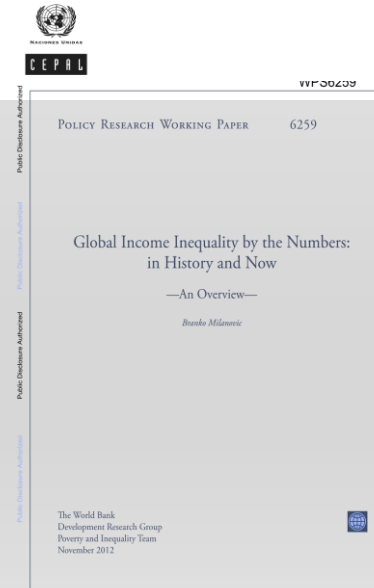 NACIONES UNIDAS
CEPAL
WPS6259
Public Disclosure Authorized
Public Disclosure Authorized
Public Disclosure Authorized
Public Disclosure Authorized
POLICY RESEARCH WORKING PAPER 6259
Global Income Inequality by the Numbers:
in History and Now
—An Overview—
Branko Milanovic
The World Bank
Development Research Group
Poverty and Inequality Team
November 2012